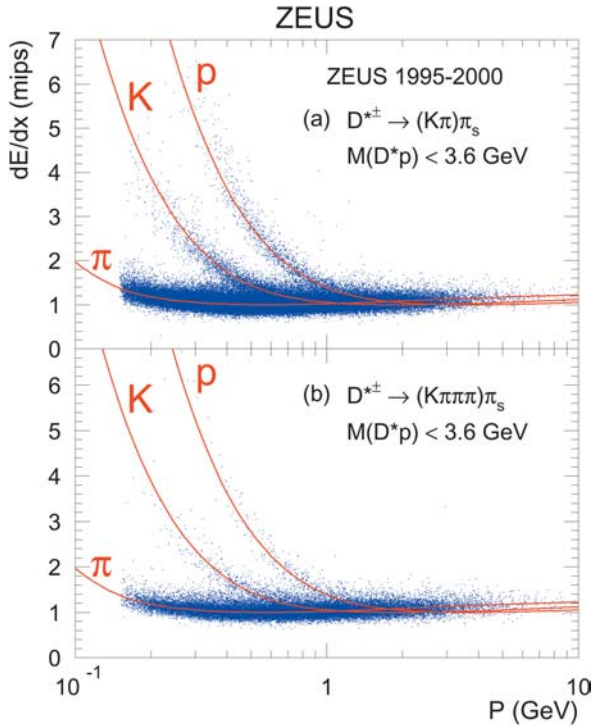 ZEUS
dE/dx (mips)
7
6
5
4
3
2
1
0
K
p
π
ZEUS 1995-2000
(a) D*± → (Kπ)πs
M(D*p) < 3.6 GeV
6
5
4
3
2
1
0
K
p
π
(b) D*± → (Kπππ)πs
M(D*p) < 3.6 GeV
10⁻¹ 1 10
P (GeV)